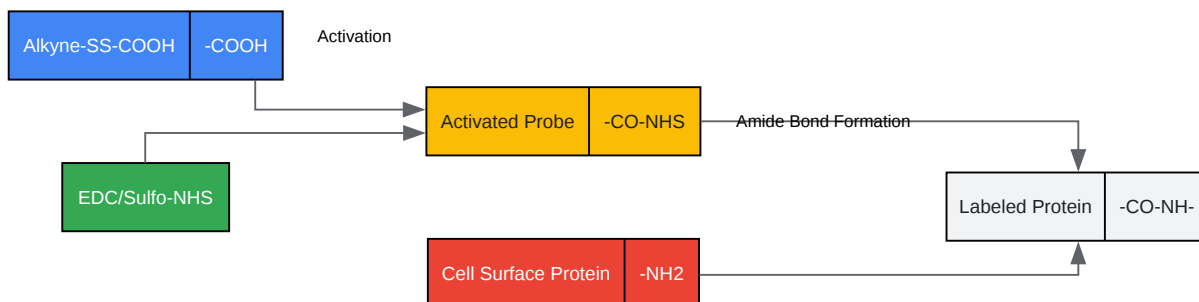 Alkyne-SS-COOH
-COOH
Activation
Activated Probe
-CO-NHS
Amide Bond Formation
EDC/Sulfo-NHS
Labeled Protein
-CO-NH-
Cell Surface Protein
-NH2